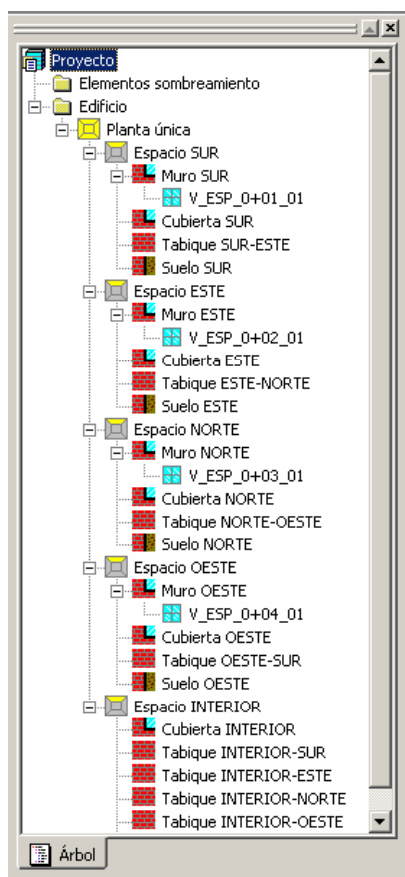 Proyecto
Elementos sombreamiento
Edificio
Planta única
Espacio SUR
Muro SUR
V_ESP_0+01_01
Cubierta SUR
Tabique SUR-ESTE
Suelo SUR
Espacio ESTE
Muro ESTE
V_ESP_0+02_01
Cubierta ESTE
Tabique ESTE-NORTE
Suelo ESTE
Espacio NORTE
Muro NORTE
V_ESP_0+03_01
Cubierta NORTE
Tabique NORTE-OESTE
Suelo NORTE
Espacio OESTE
Muro OESTE
V_ESP_0+04_01
Cubierta OESTE
Tabique OESTE-SUR
Suelo OESTE
Espacio INTERIOR
Cubierta INTERIOR
Tabique INTERIOR-SUR
Tabique INTERIOR-ESTE
Tabique INTERIOR-NORTE
Tabique INTERIOR-OESTE
Árbol